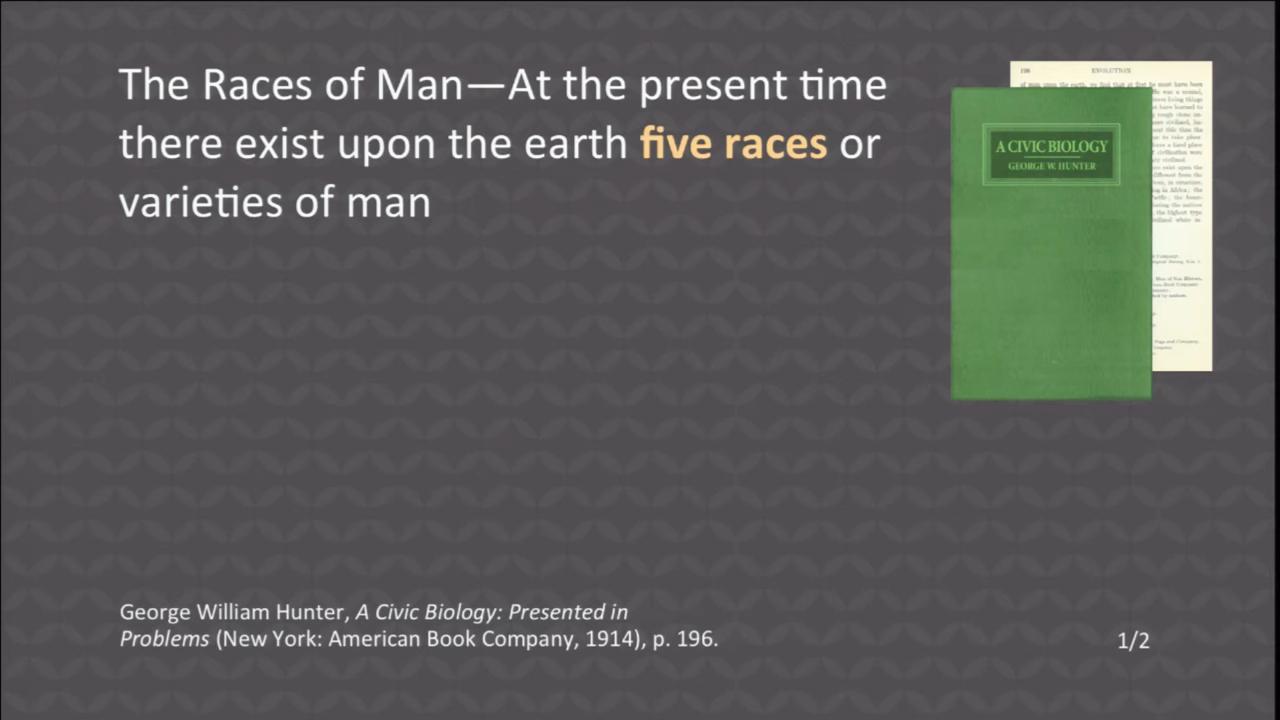 The Races of Man—At the present time
there exist upon the earth five races or
varieties of man
196 EVOLUTION
A CIVIC BIOLOGY
GEORGE W. HUNTER
George William Hunter, A Civic Biology: Presented in
Problems (New York: American Book Company, 1914), p. 196.
1/2